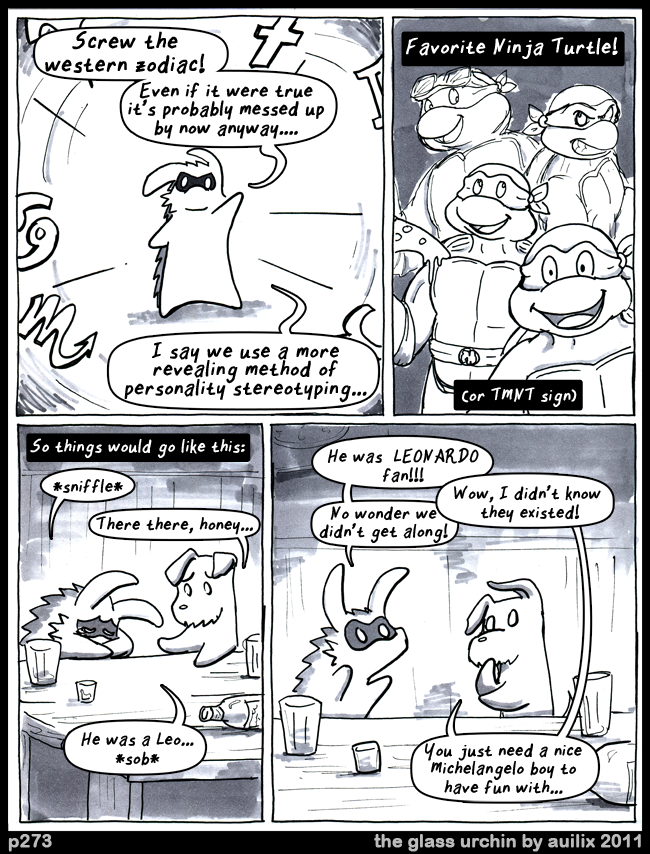 Screw the
western zodiac!
Even if it were true
it's probably messed up
by now anyway....
I say we use a more
revealing method of
personality stereotyping...
Favorite Ninja Turtle!
(or TMNT sign)
So things would go like this:
*sniffle*
There there, honey...
He was a Leo...
*sob*
He was LEONARDO
fan!!!
No wonder we
didn't get along!
Wow, I didn't know
they existed!
You just need a nice
Michelangelo boy to
have fun with...
p273
the glass urchin by auilix 2011